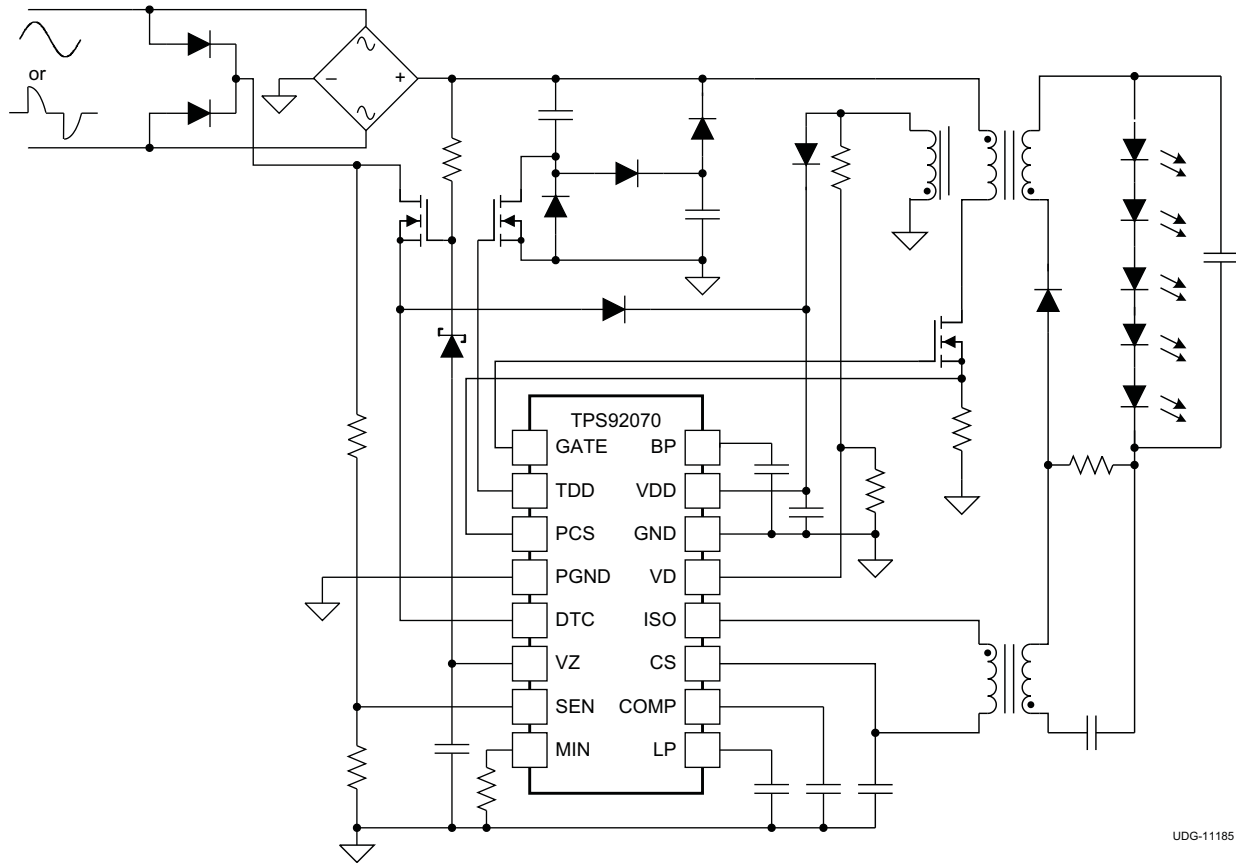 or
−
+
TPS92070
GATE
BP
TDD
VDD
PCS
GND
PGND
VD
DTC
ISO
VZ
CS
SEN
COMP
MIN
LP
UDG-11185